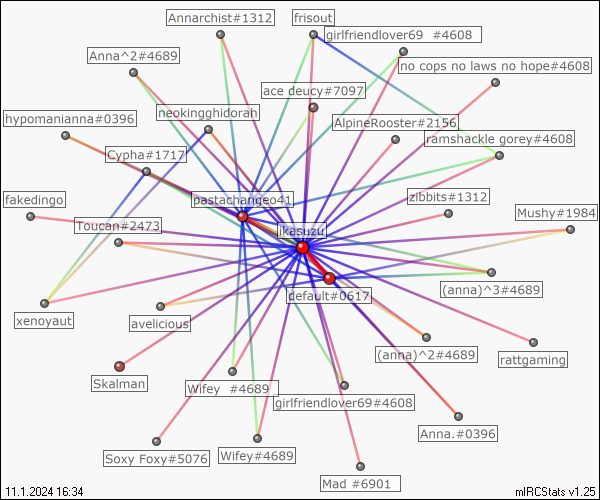 Annarchist#1312
frisout
girlfriendlover69 #4608
Anna^2#4689
no cops no laws no hope#4608
ace deucy#7097
neokingghidorah
hypomanianna#0396
AlpineRooster#2156
ramshackle gorey#4608
Cypha#1717
pastachangeo41
zibbits#1312
fakedingo
Mushy#1984
Toucan#2473
ikasuzu
default#0617
(anna)^3#4689
xenoyaut
avelicious
(anna)^2#4689
rattgaming
Skalman
Wifey #4689
girlfriendlover69#4608
Anna.#0396
Soxy Foxy#5076
Wifey#4689
Mad #6901
11.1.2024 16:34
mIRCStats v1.25